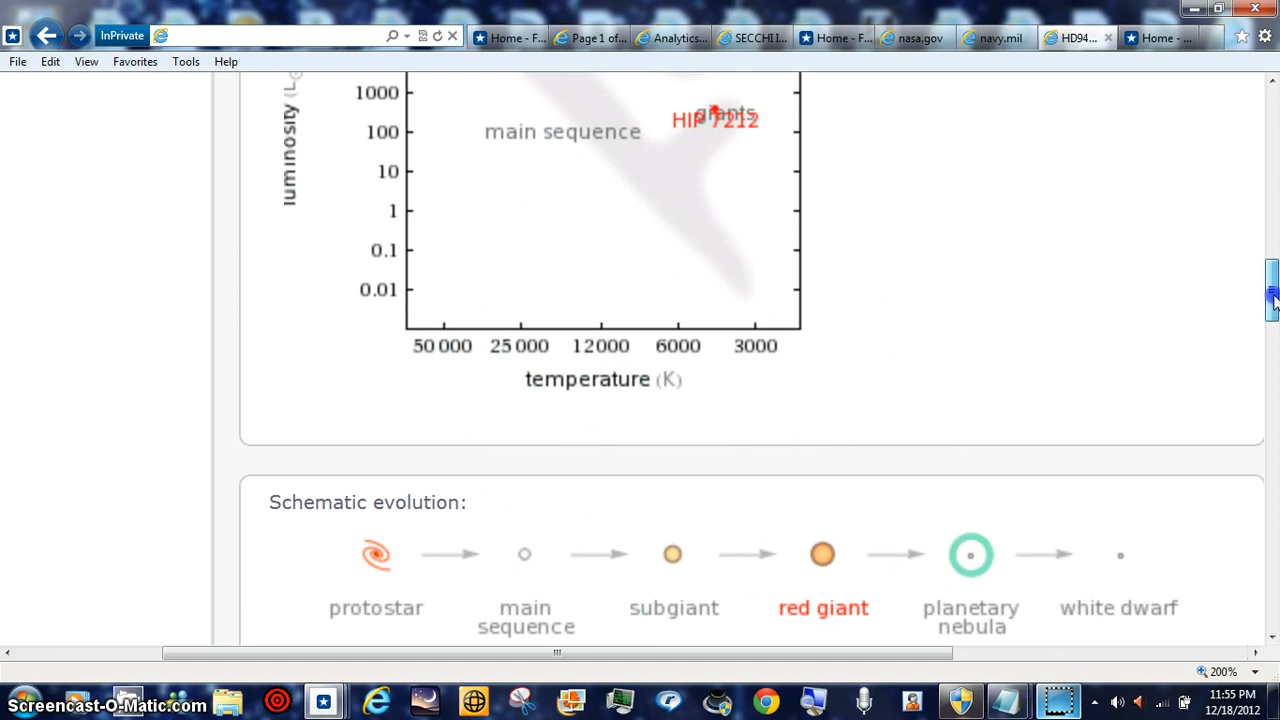 InPrivate
Home - F...
Page1 of...
Analytics...
SECCHI I...
Home - F...
nasa.gov
navy.mil
HD94...
Home - ...
File Edit View Favorites Tools Help
luminosity
1000
100
10
1
0.1
0.01
main sequence
giants
HIP 7212
50 000 25 000 12 000 6000 3000
temperature (K)
Schematic evolution:
protostar
main sequence
subgiant
red giant
planetary nebula
white dwarf
200%
Screencast-O-Matic.com
11:55 PM
12/18/2012